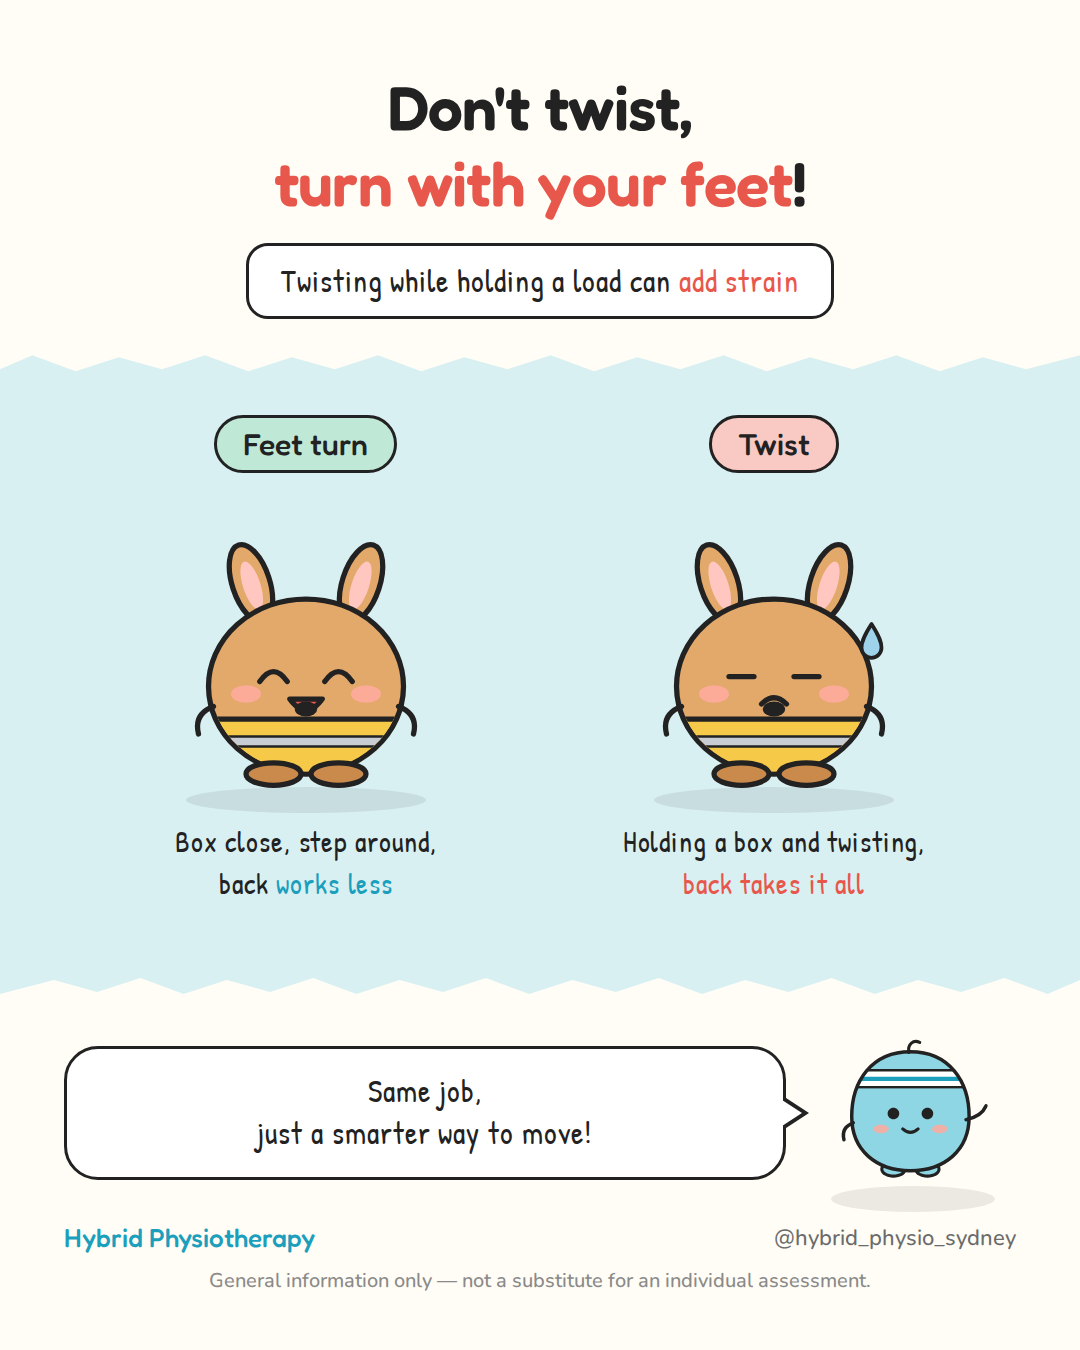 Don't twist,
turn with your feet!
Twisting while holding a load can add strain
Feet turn
Twist
Box close, step around,
back works less
Holding a box and twisting,
back takes it all
Same job,
just a smarter way to move!
Hybrid Physiotherapy
@hybrid_physio_sydney
General information only — not a substitute for an individual assessment.